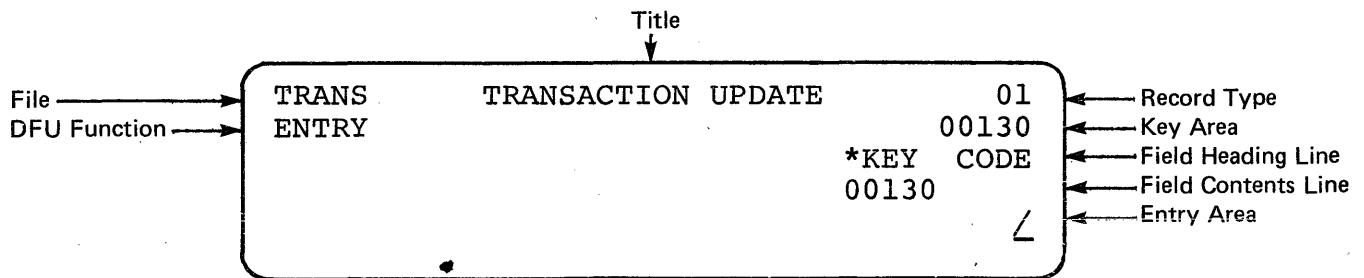 Title
File TRANS TRANSACTION UPDATE 01 Record Type
DFU Function ENTRY 00130 Key Area
*KEY CODE Field Heading Line
00130 Field Contents Line
Entry Area